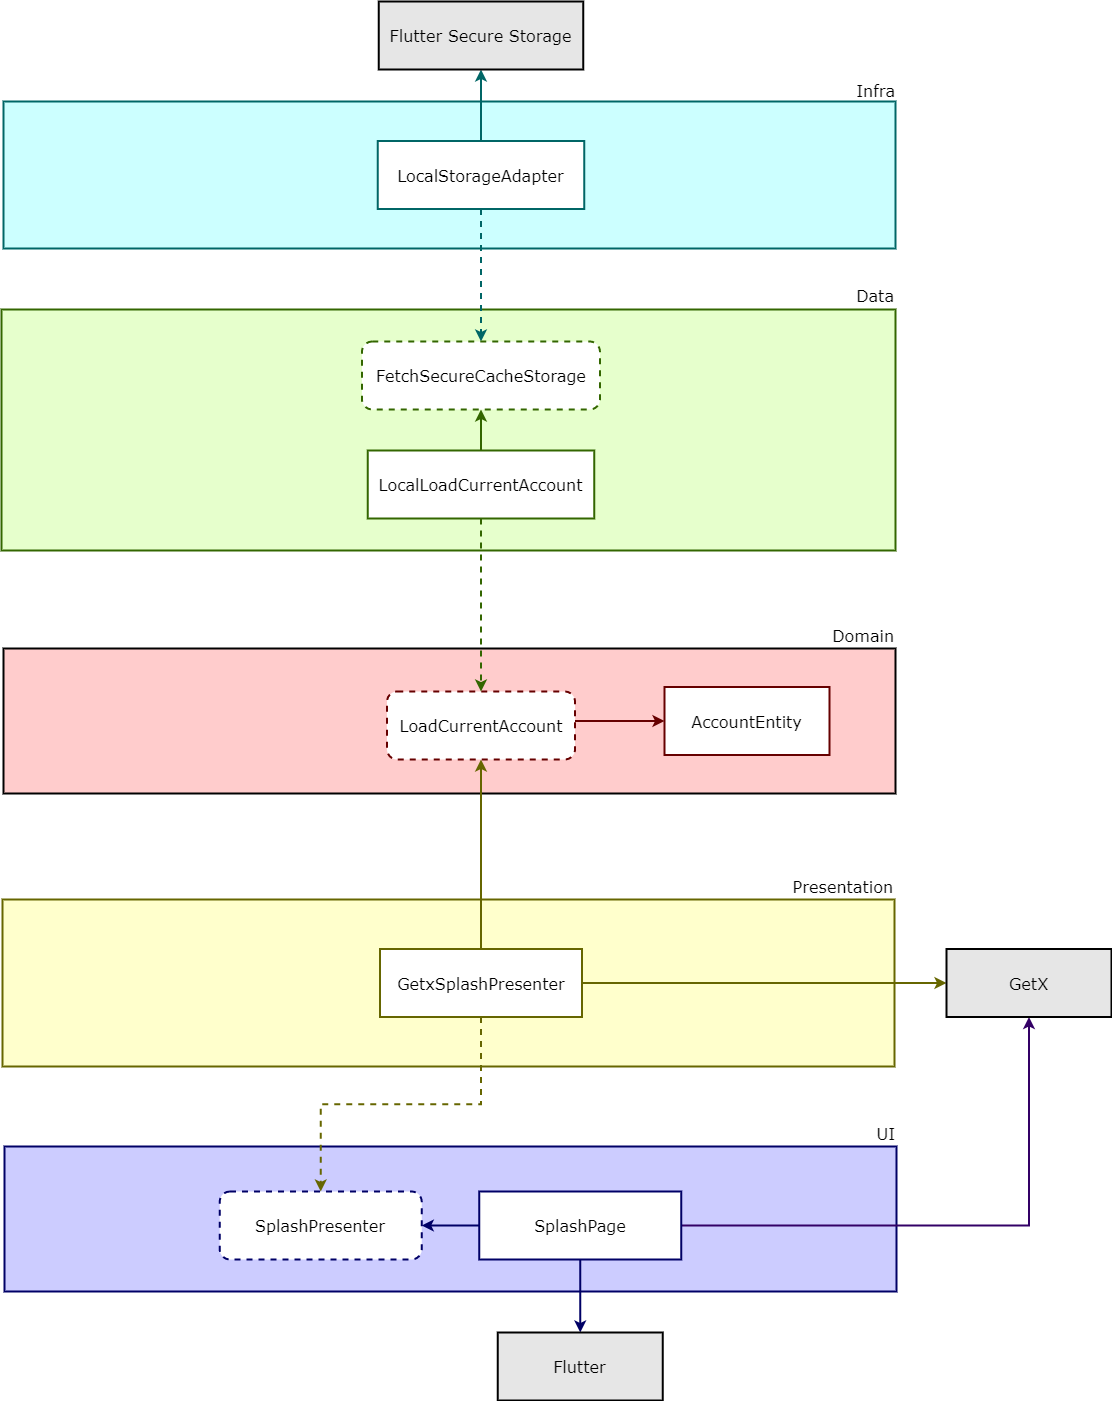 Flutter Secure Storage
Infra
LocalStorageAdapter
Data
FetchSecureCacheStorage
LocalLoadCurrentAccount
Domain
LoadCurrentAccount
AccountEntity
Presentation
GetxSplashPresenter
GetX
UI
SplashPresenter
SplashPage
Flutter